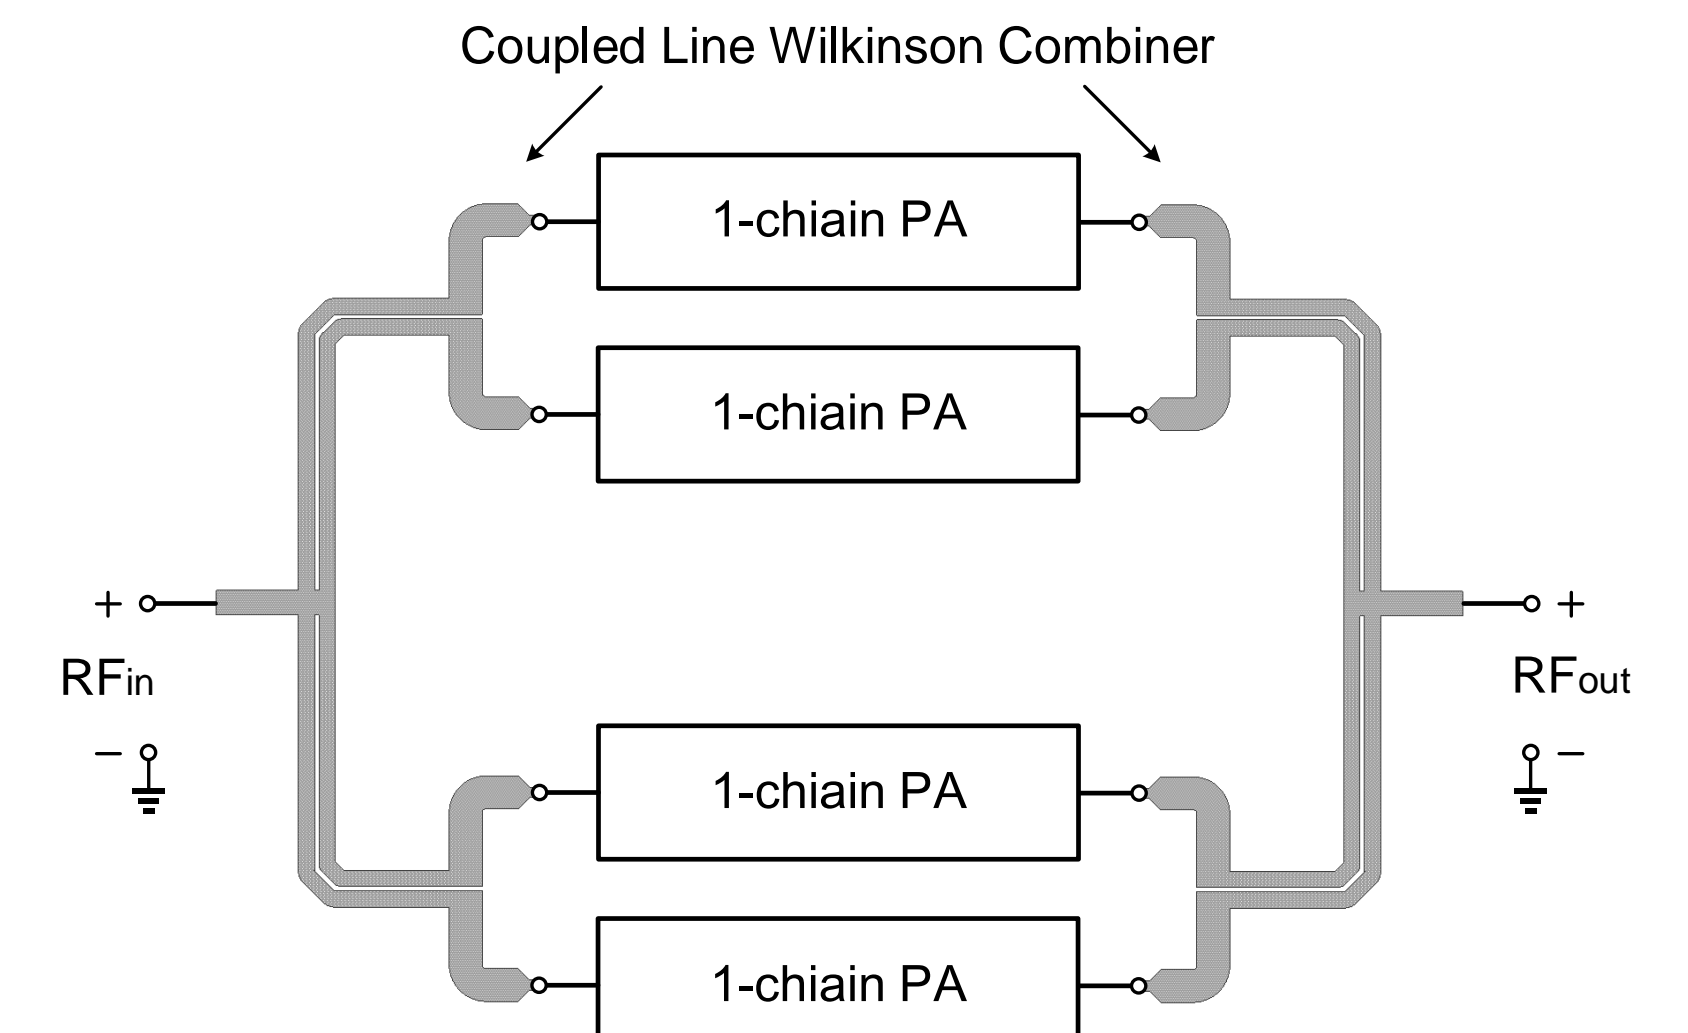 Coupled Line Wilkinson Combiner
1-chiain PA
1-chiain PA
+
+
RFin
RFout
−
−
1-chiain PA
1-chiain PA